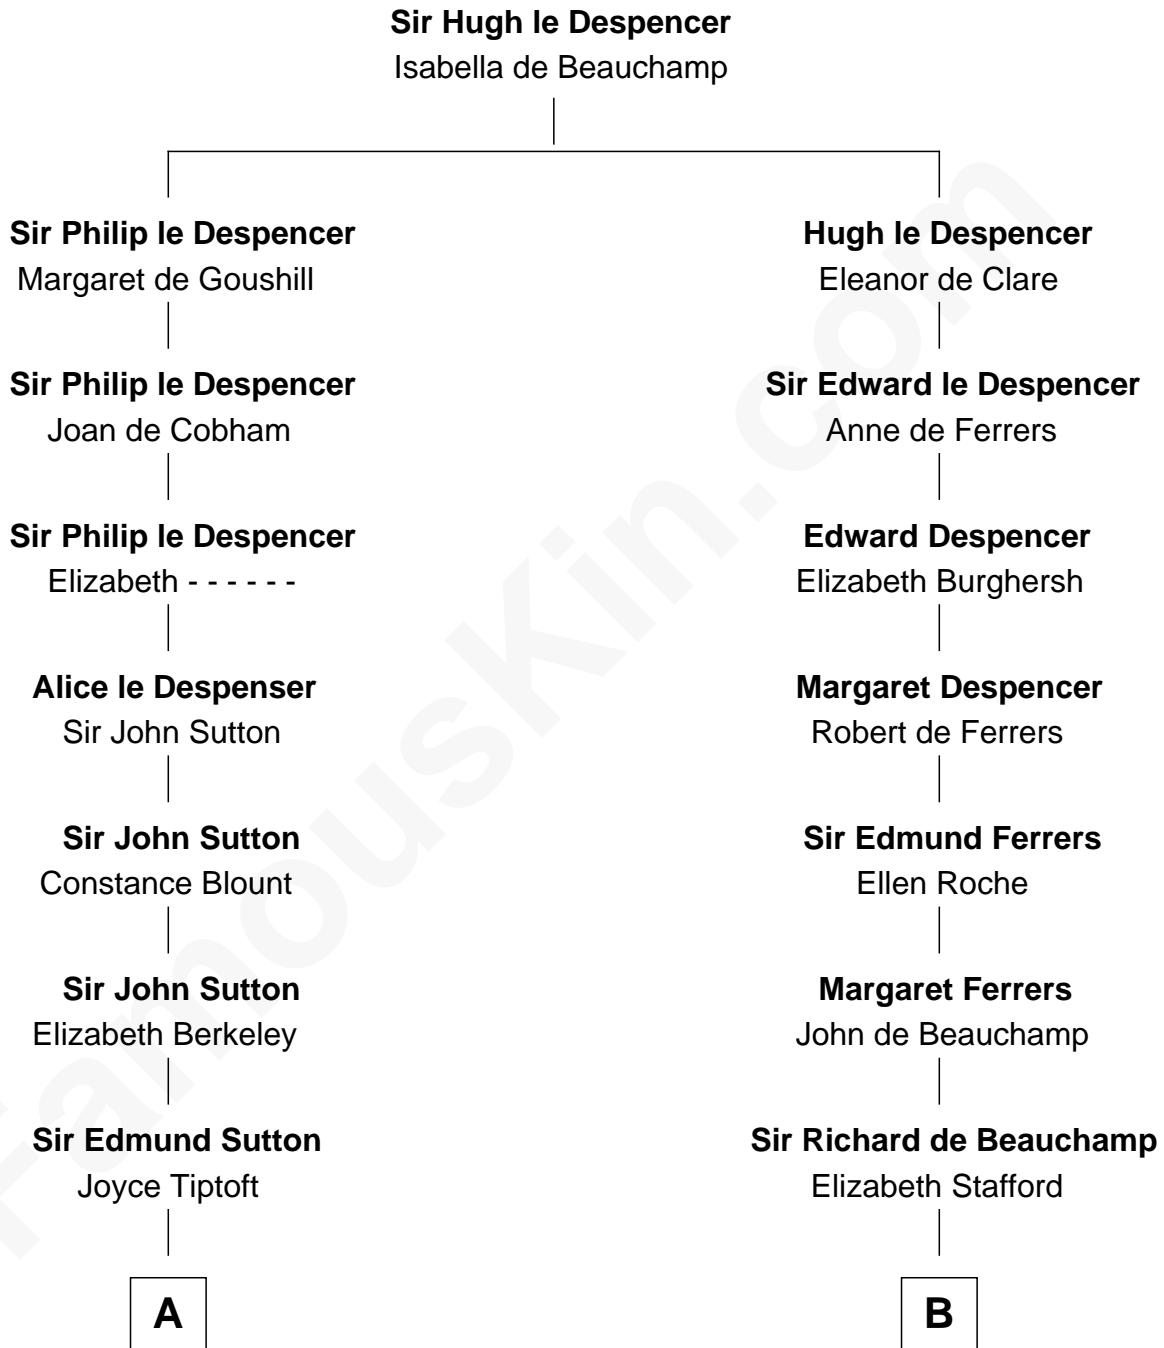 Sir Hugh le Despencer
Isabella de Beauchamp
Sir Philip le Despencer
Margaret de Goushill
Hugh le Despencer
Eleanor de Clare
Sir Philip le Despencer
Joan de Cobham
Sir Edward le Despencer
Anne de Ferrers
Sir Philip le Despencer
Elizabeth - - - - - -
Edward Despencer
Elizabeth Burghersh
Alice le Despenser
Sir John Sutton
Margaret Despencer
Robert de Ferrers
Sir John Sutton
Constance Blount
Sir Edmund Ferrers
Ellen Roche
Sir John Sutton
Elizabeth Berkeley
Margaret Ferrers
John de Beauchamp
Sir Edmund Sutton
Joyce Tiptoft
Sir Richard de Beauchamp
Elizabeth Stafford
A
B
FamousKin.com